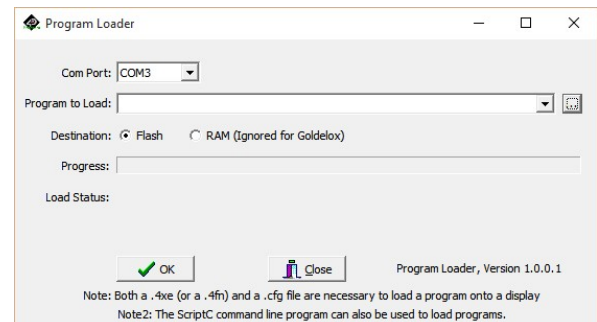 Program Loader
Com Port: COM3
Program to Load:
Destination: Flash RAM (Ignored for Goldelox)
Progress:
Load Status:
OK Close Program Loader, Version 1.0.0.1
Note: Both a .4xe (or a .4fn) and a .cfg file are necessary to load a program onto a display
Note2: The ScriptC command line program can also be used to load programs.